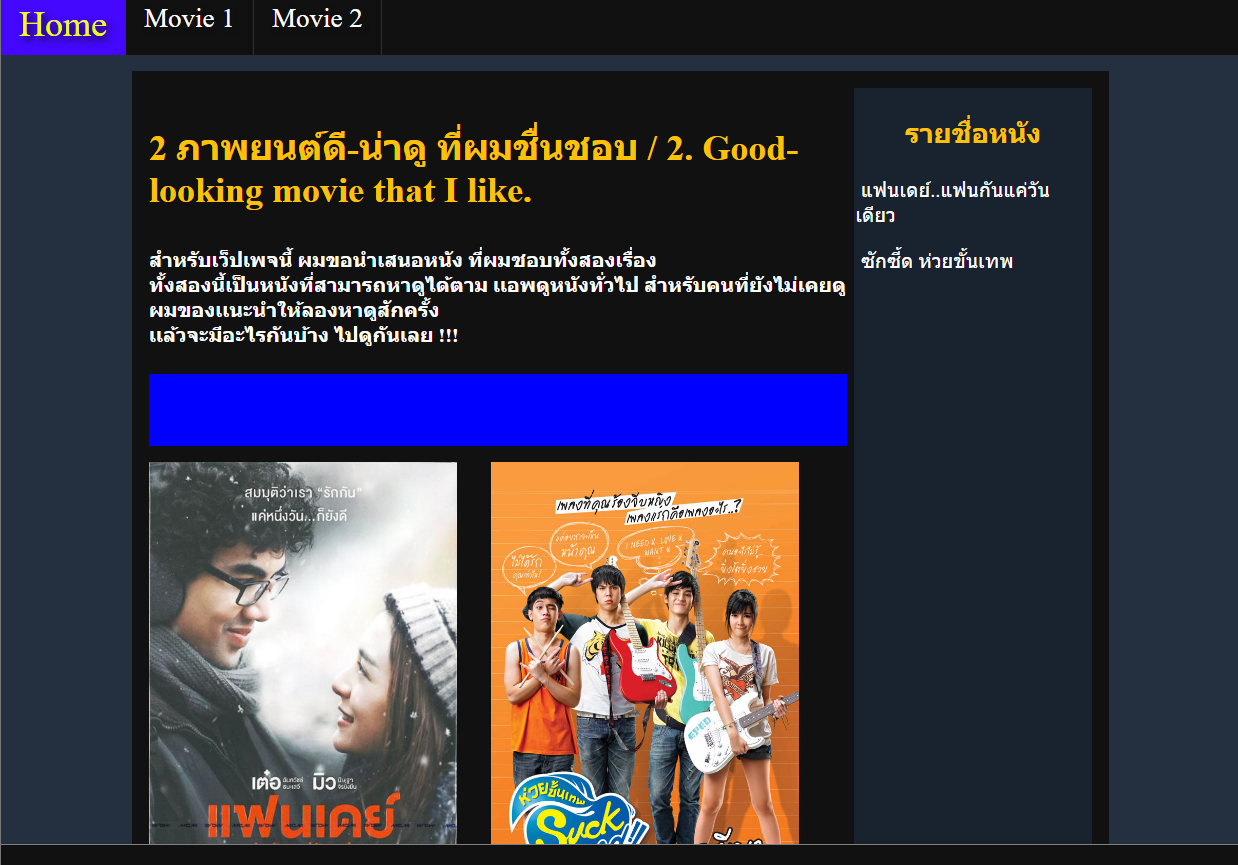 Home
Movie 1
Movie 2
2 ภาพยนต์ดี-น่าดู ที่ผมชื่นชอบ / 2. Good-
looking movie that I like.
สำหรับเว็ปเพจนี้ ผมขอนำเสนอหนัง ที่ผมชอบทั้งสองเรื่อง
ทั้งสองนี้เป็นหนังที่สามารถหาดูได้ตาม แอพดูหนังทั่วไป สำหรับคนที่ยังไม่เคยดู
ผมของแนะนำให้ลองหาดูสักครั้ง
แล้วจะมีอะไรกันบ้าง ไปดูกันเลย !!!
รายชื่อหนัง
แฟนเดย์..แฟนกันแค่วัน
เดียว
ซักซี้ด ห่วยขั้นเทพ
สมมุติว่าเรา “รักกัน”
แค่หนึ่งวัน...ก็ยังดี
เต๋อ
มิว
แฟนเดย์
เพลงที่คุณร้องจีบหญิง
เพลงแรกคือเพลงอะไร..?
I NEED U, LOVE U
WANT U
ห่วยขั้นเทพ
Suck